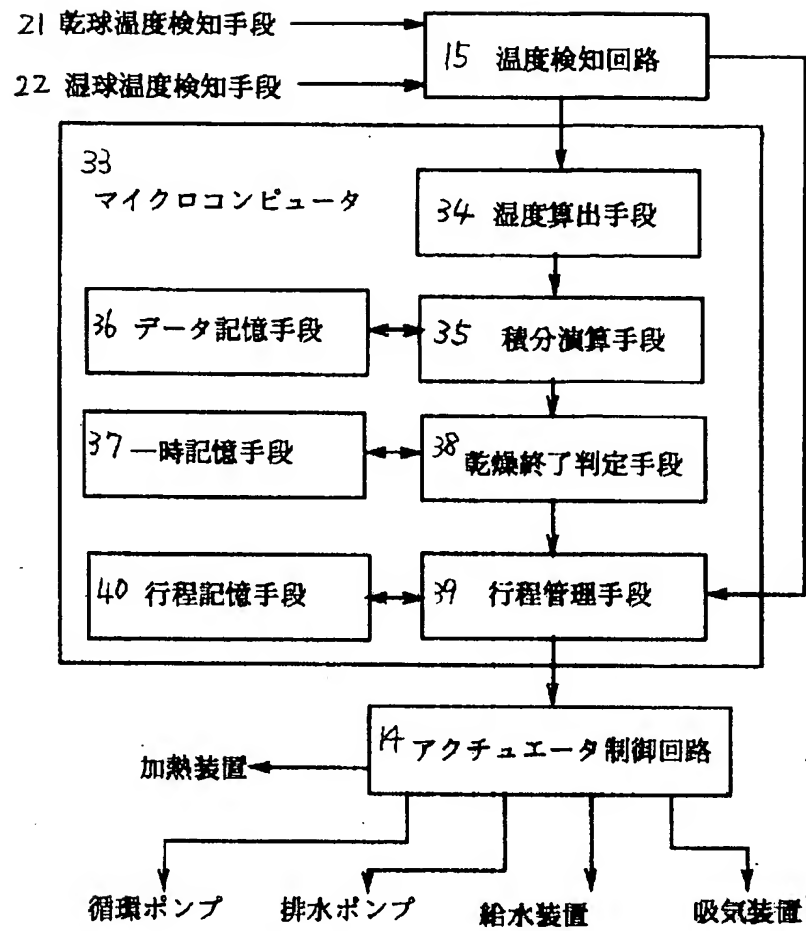 21 乾球温度検知手段
22 湿球温度検知手段
15 温度検知回路
33
マイクロコンピュータ
34 湿度算出手段
36 データ記憶手段
35 積分演算手段
37 一時記憶手段
38 乾燥終了判定手段
40 行程記憶手段
39 行程管理手段
14 アクチュエータ制御回路
加熱装置
循環ポンプ
排水ポンプ
給水装置
吸気装置